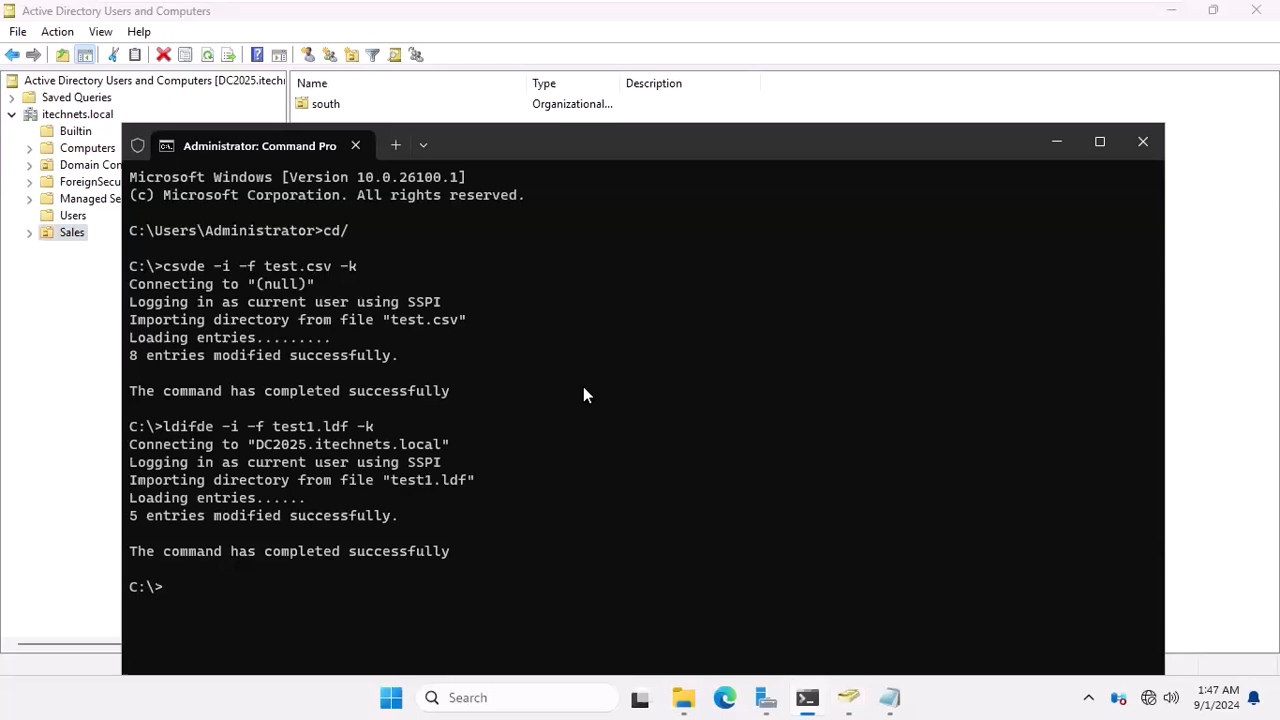 Active Directory Users and Computers
File Action View Help
Active Directory Users and Computers [DC2025.itechn
Name Type Description
Saved Queries
south Organizational...
itechnets.local
Builtin
Computers
Domain Con
ForeignSecu
Managed Se
Users
Sales
Administrator: Command Pro
Microsoft Windows [Version 10.0.26100.1]
(c) Microsoft Corporation. All rights reserved.
C:\Users\Administrator>cd/
C:\>csvde -i -f test.csv -k
Connecting to "(null)"
Logging in as current user using SSPI
Importing directory from file "test.csv"
Loading entries.........
8 entries modified successfully.
The command has completed successfully
C:\>ldifde -i -f test1.ldf -k
Connecting to "DC2025.itechnets.local"
Logging in as current user using SSPI
Importing directory from file "test1.ldf"
Loading entries......
5 entries modified successfully.
The command has completed successfully
C:\>
Search
1:47 AM
9/1/2024